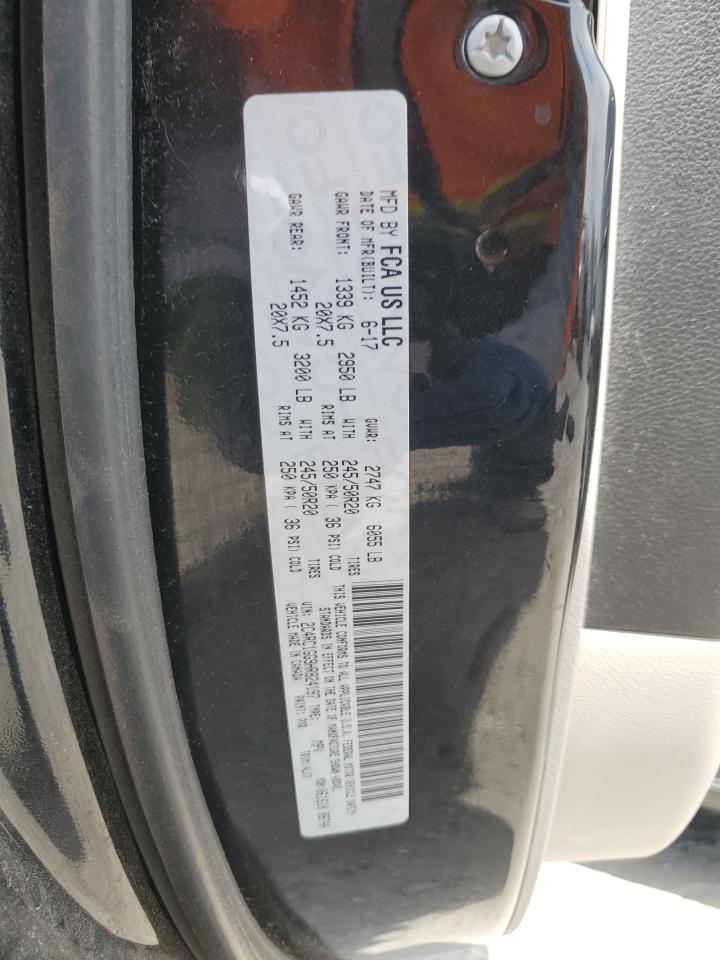 MFD BY FCA US LLC
DATE OF MFR(BUILT): 6-17 GVWR: 2747 KG 6055 LB
GAWR FRONT: 1339 KG 2950 LB WITH 245/50R20 TIRES
20X7.5 RIMS AT 250 KPA ( 36 PSI) COLD
GAWR REAR: 1452 KG 3200 LB WITH 245/50R20 TIRES
20X7.5 RIMS AT 250 KPA ( 36 PSI) COLD
THIS VEHICLE CONFORMS TO ALL APPLICABLE U.S.A. FEDERAL MOTOR VEHICLE SAFETY
STANDARDS IN EFFECT ON THE DATE OF MANUFACTURE SHOWN ABOVE.
VIN: 2C4RC1GG9HR824197 TYPE: MPV
VEHICLE MADE IN CANADA PAINT: TRIM: